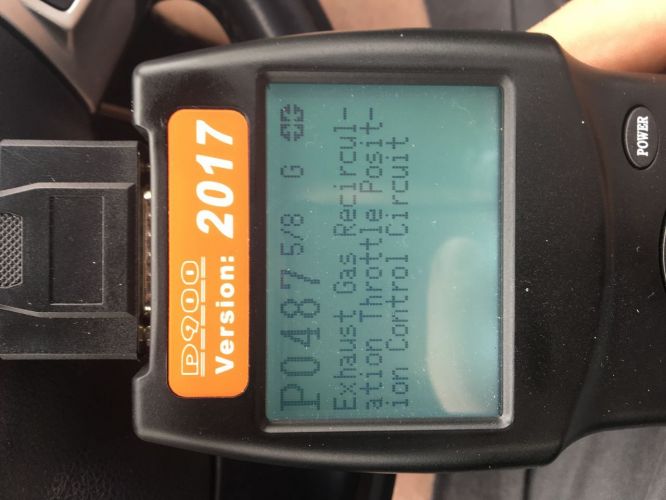 P900
Version: 2017
P0487 5/8 G
Exhaust Gas Recircul-
ation Throttle Posit-
ion Control Circuit
POWER